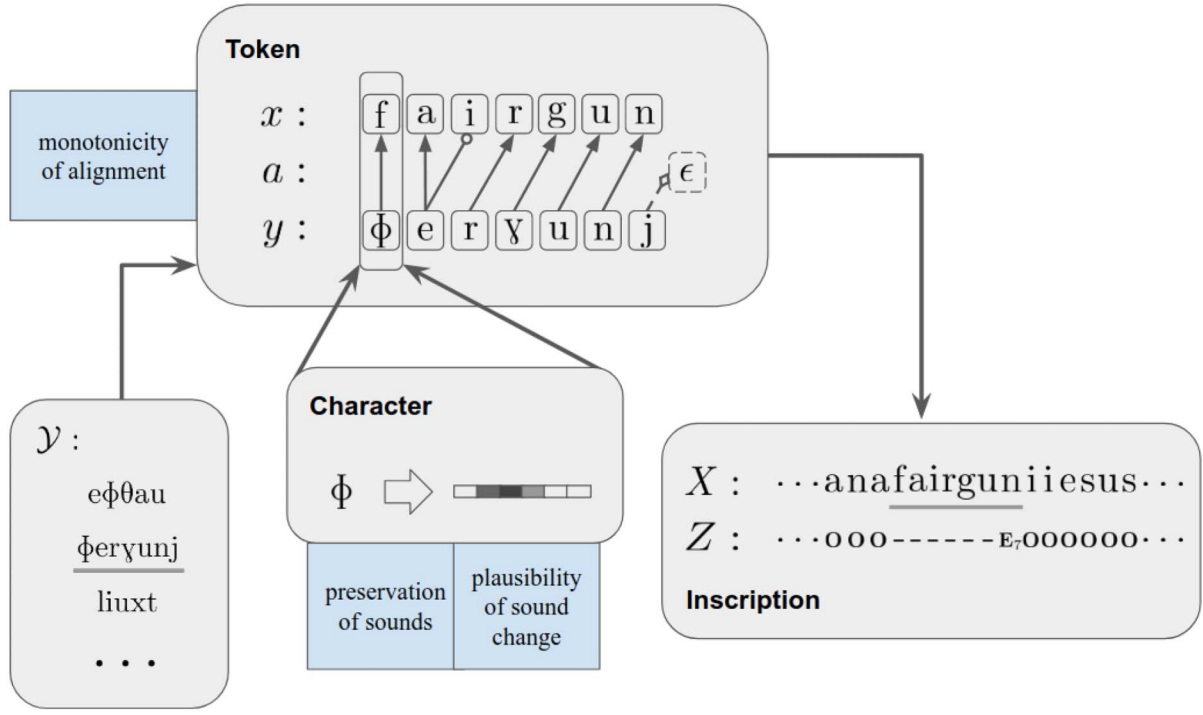 Token
x : f a i r g u n
a : ϵ
y : ɸ e r ɣ u n j
monotonicity
of alignment
𝒴 :
eɸθau
ɸerɣunj
liuxt
• • •
Character
ɸ
preservation
of sounds
plausibility
of sound
change
X : ···anafairguniiesus···
Z : ···OOO------E₇OOOOOO···
Inscription